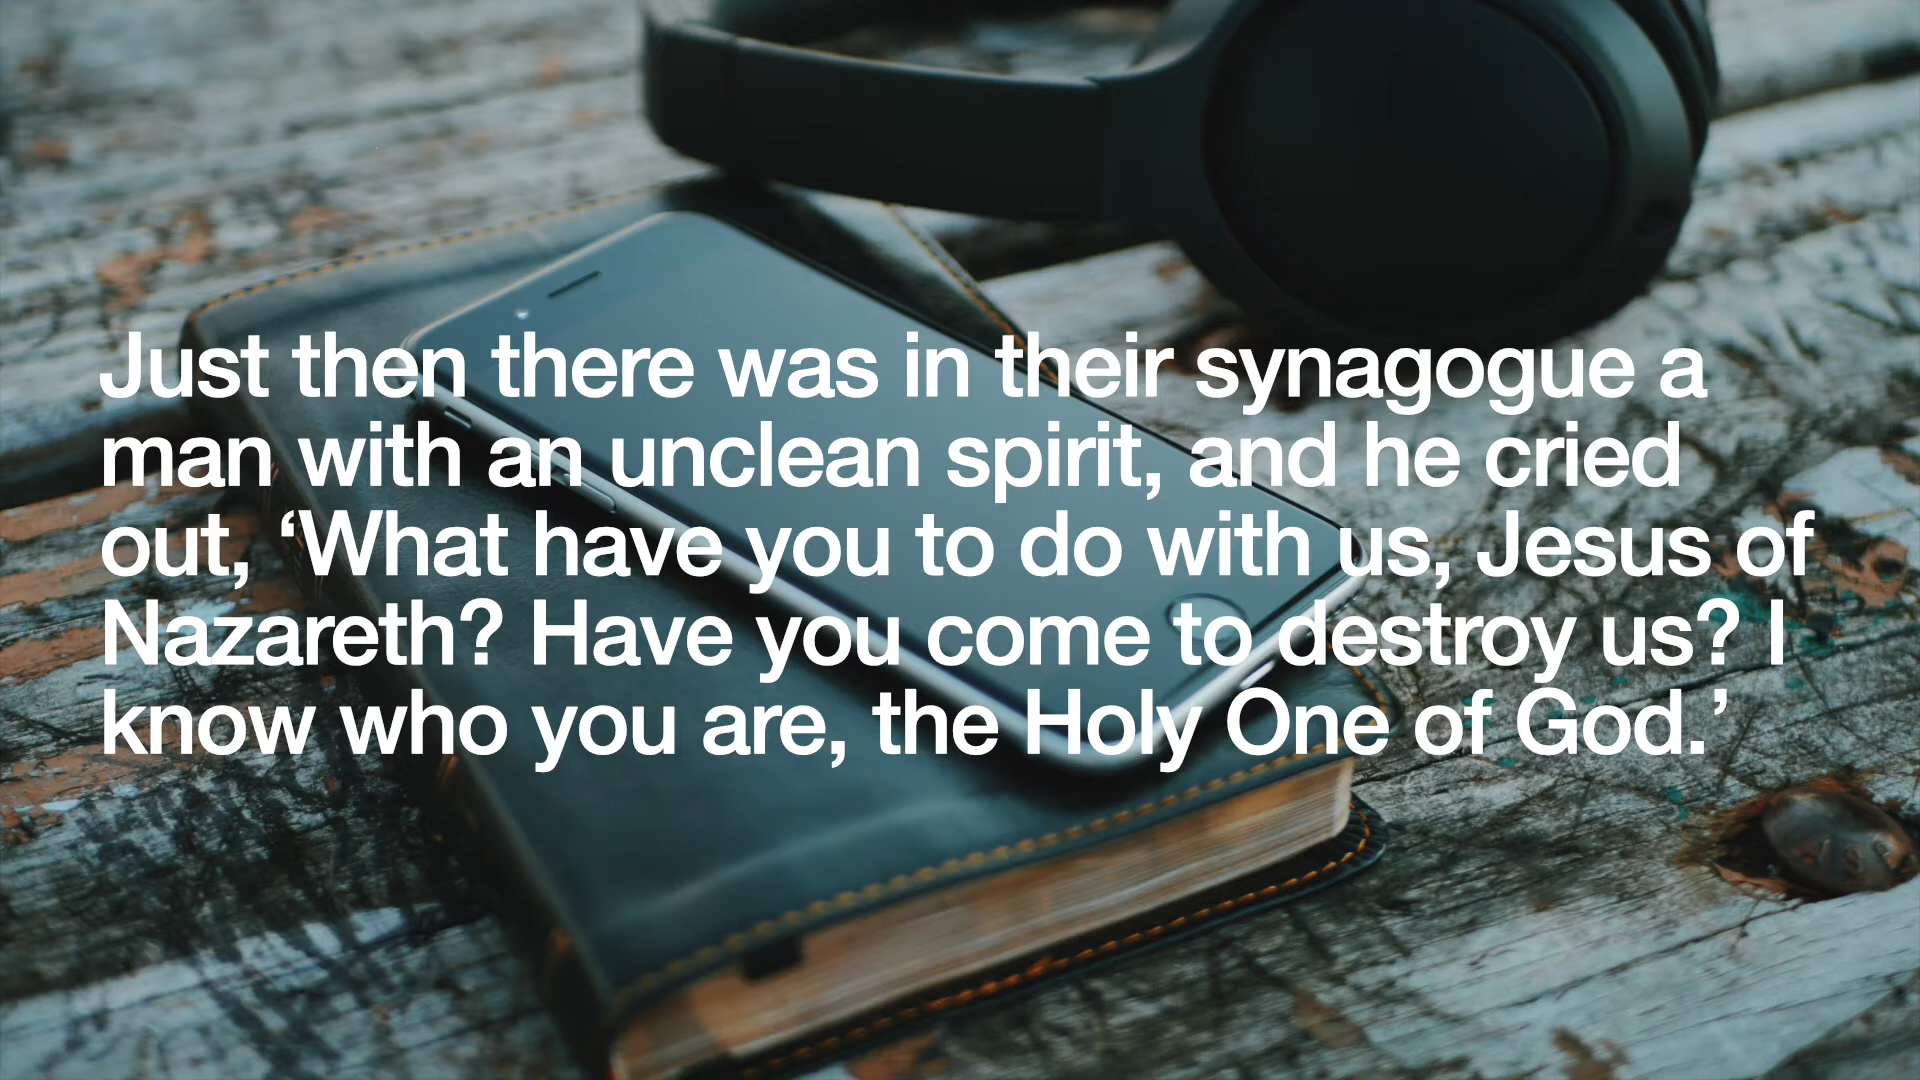 Just then there was in their synagogue a
man with an unclean spirit, and he cried
out, ‘What have you to do with us, Jesus of
Nazareth? Have you come to destroy us? I
know who you are, the Holy One of God.’